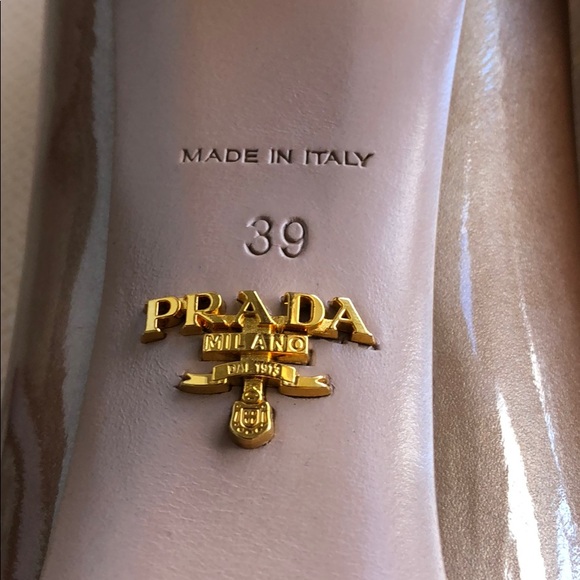 MADE IN ITALY
39
PRADA
MILANO
DAL 1913